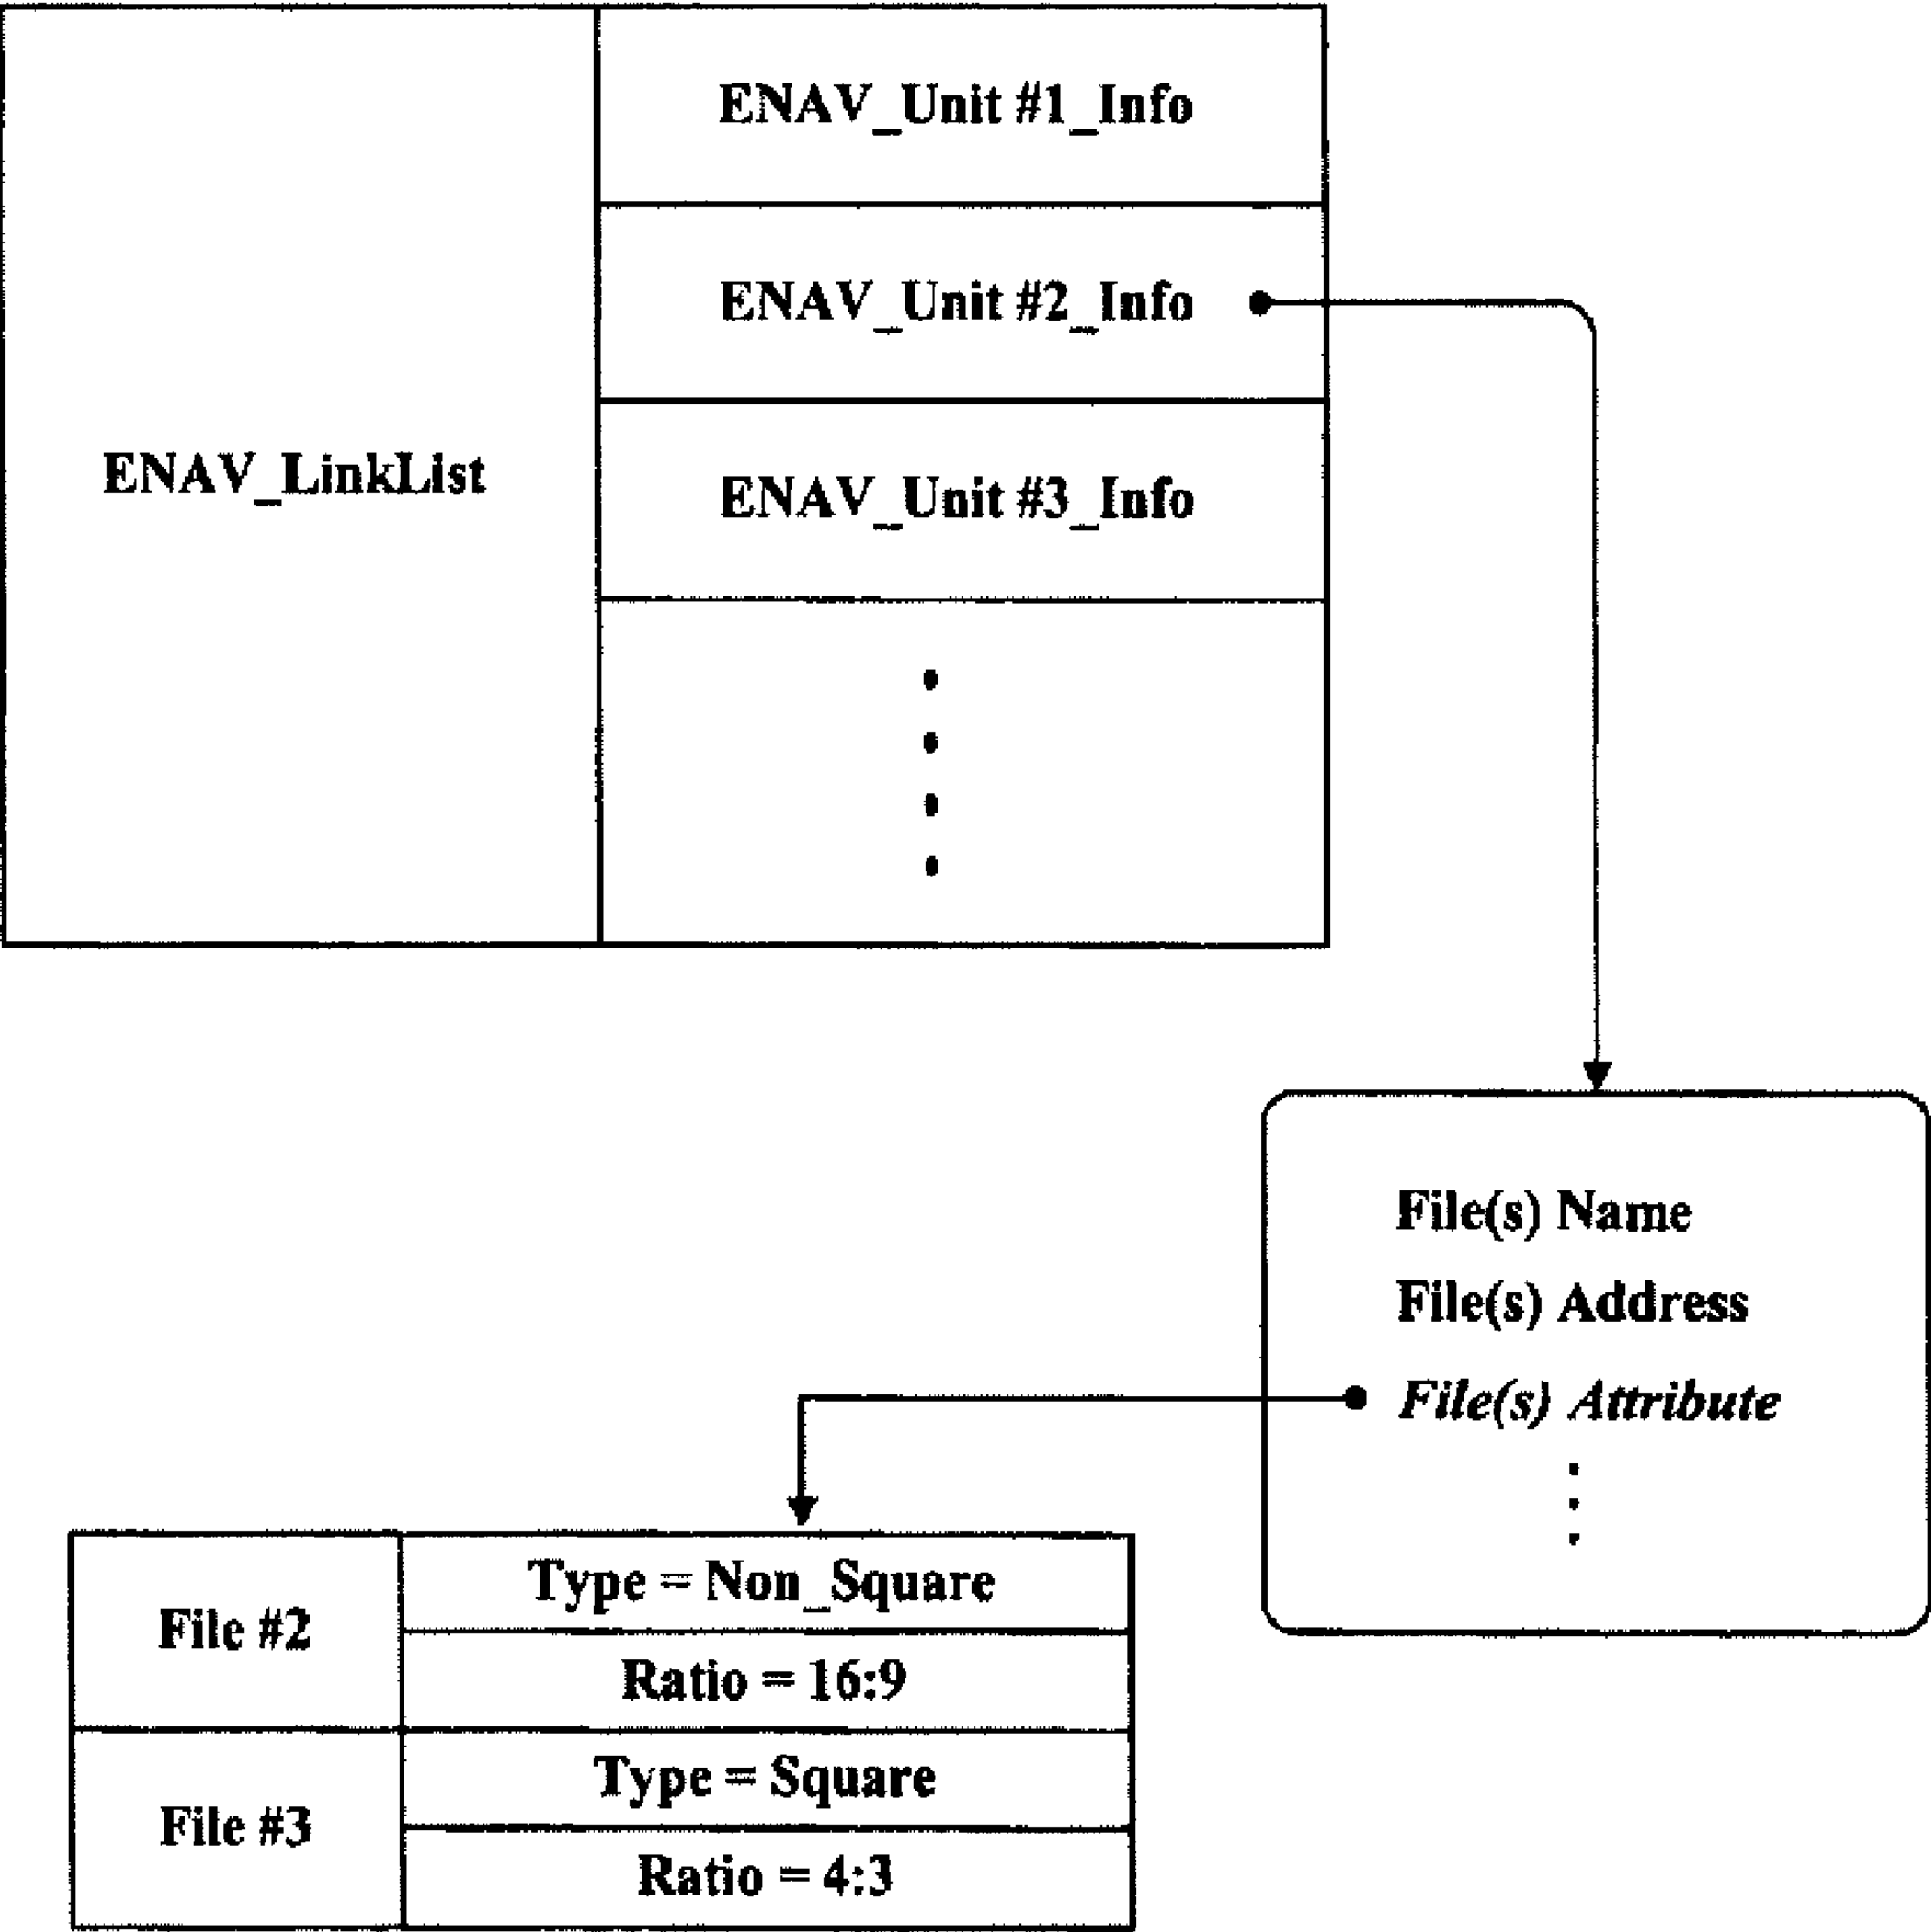 ENAV_LinkList
ENAV_Unit #1_Info
ENAV_Unit #2_Info
ENAV_Unit #3_Info
File(s) Name
File(s) Address
File(s) Attribute
File #2
Type = Non_Square
Ratio = 16:9
File #3
Type = Square
Ratio = 4:3